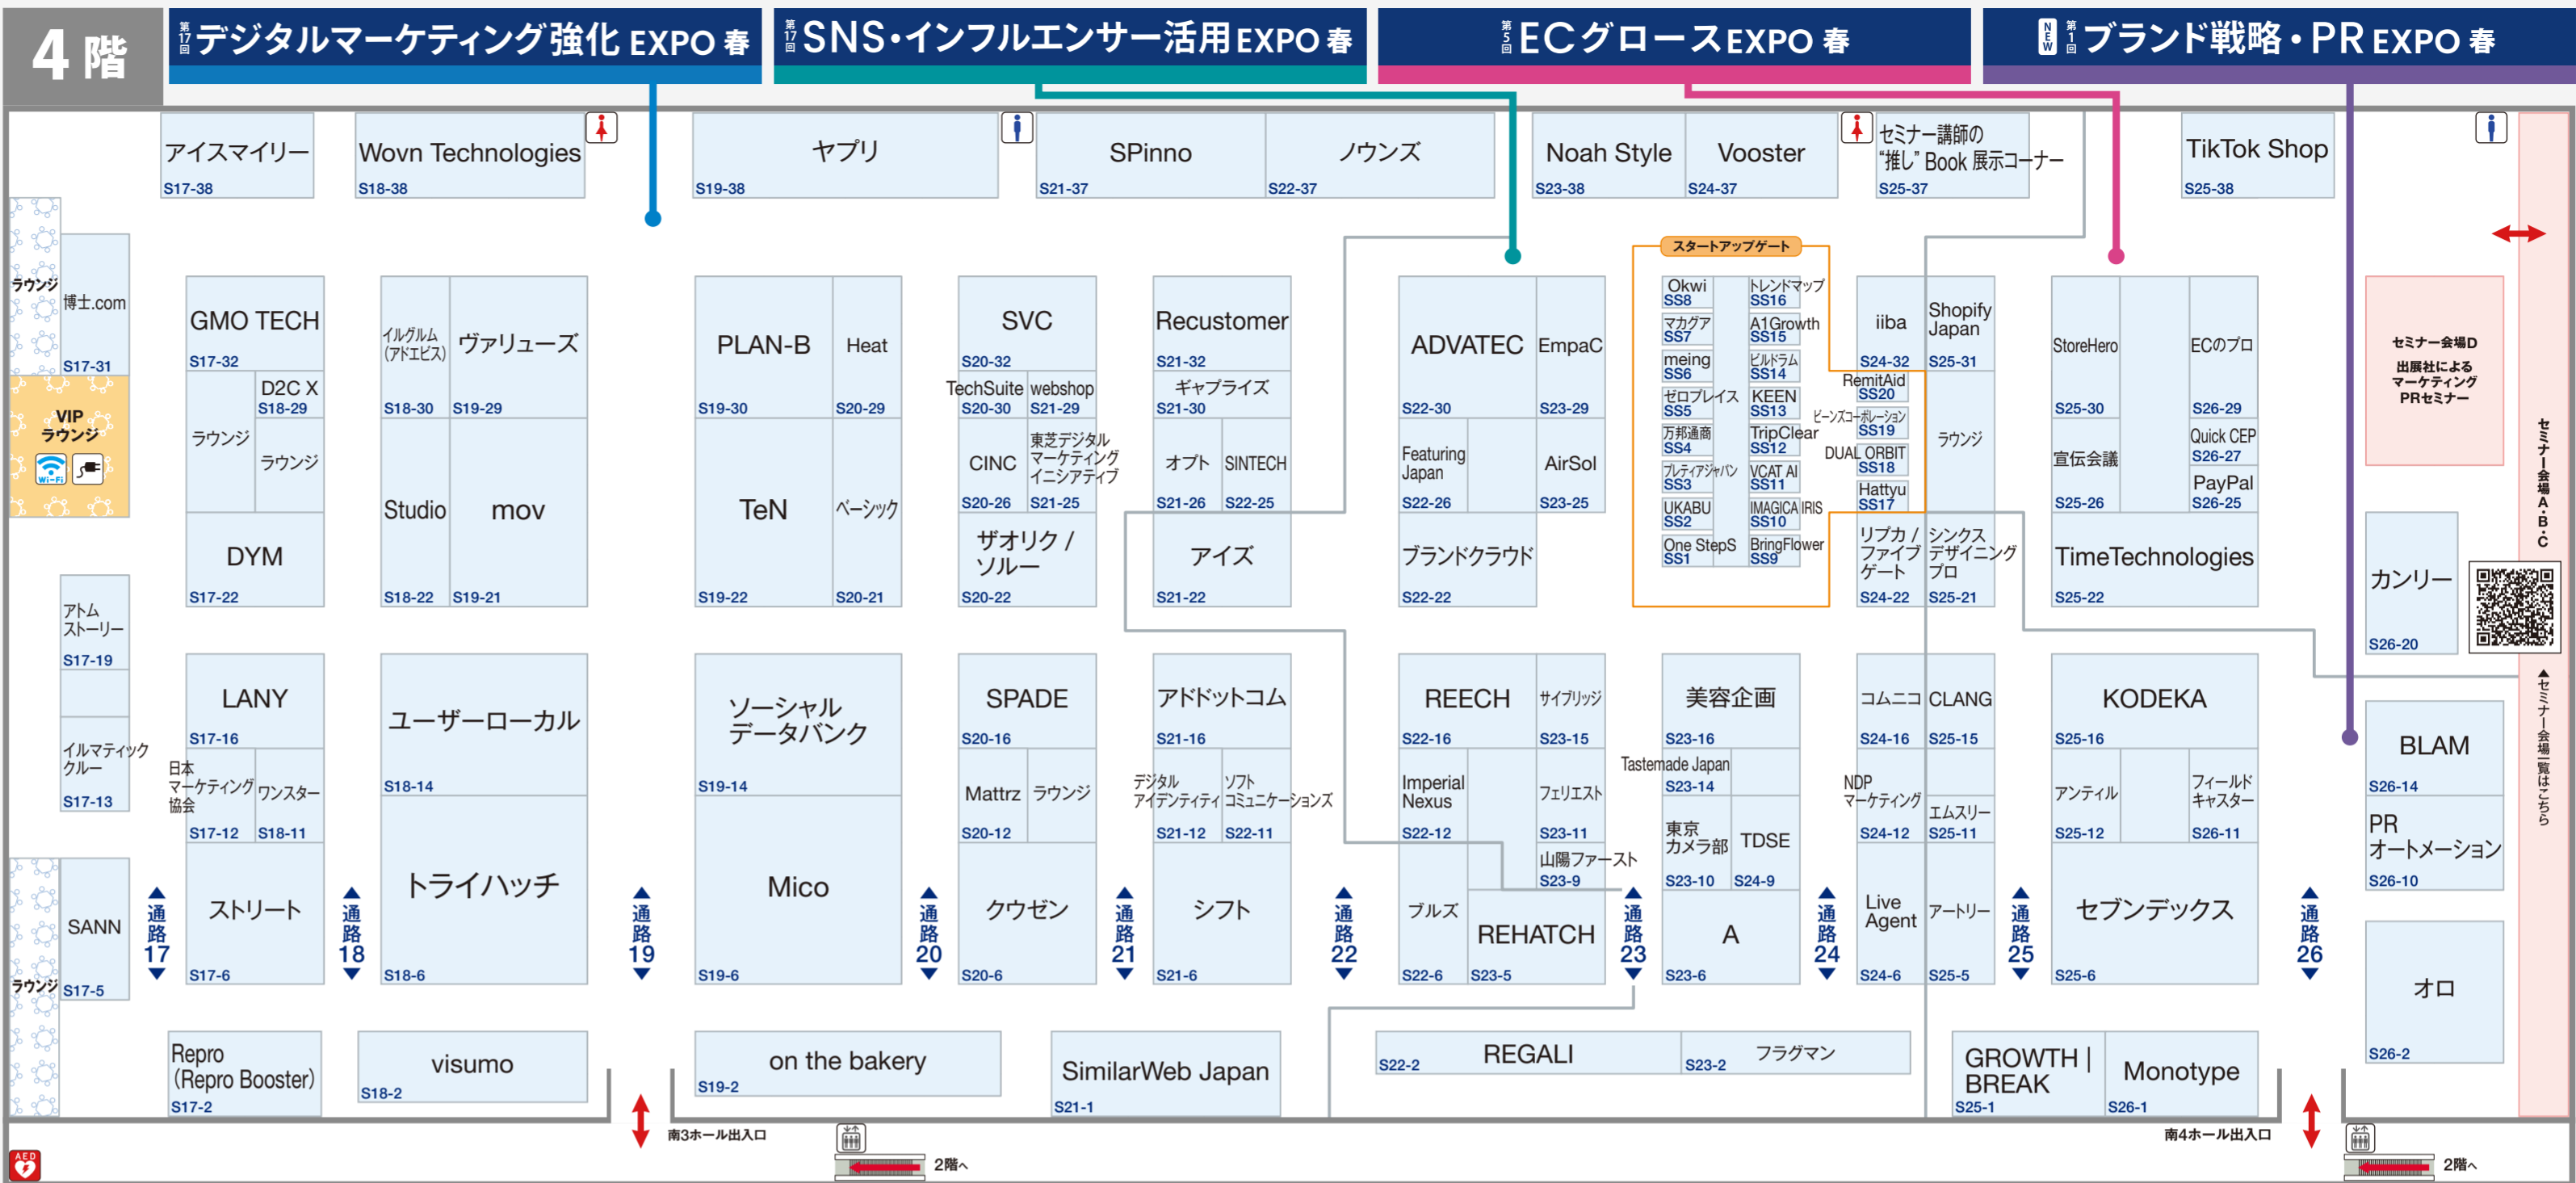 4階
第17回 デジタルマーケティング強化 EXPO 春
第17回 SNS・インフルエンサー活用 EXPO 春
第5回 ECグロース EXPO 春
NEW 第1回 ブランド戦略・PR EXPO 春
アイスマイリー
S17-38
Wovn Technologies
S18-38
ヤプリ
S19-38
SPinno
S21-37
ノウンズ
S22-37
Noah Style
S23-38
Vooster
S24-37
セミナー講師の
“推し” Book 展示コーナー
S25-37
TikTok Shop
S25-38
ラウンジ
博士.com
S17-31
VIP
ラウンジ
Wi-Fi
GMO TECH
S17-32
D2C X
S18-29
ラウンジ
ラウンジ
DYM
S17-22
イルグルム
(アドエビス)
S18-30
ヴァリューズ
S19-29
Studio
S18-22
mov
S19-21
PLAN-B
S19-30
Heat
S20-29
TeN
S19-22
ベーシック
S20-21
SVC
S20-32
TechSuite
S20-30
webshop
S21-29
CINC
S20-26
東芝デジタル
マーケティング
イニシアティブ
S21-25
ザオリク /
ソルー
S20-22
Recustomer
S21-32
ギャプライズ
S21-30
オプト
S21-26
SINTECH
S22-25
アイズ
S21-22
ADVATEC
S22-30
EmpaC
S23-29
Featuring
Japan
S22-26
AirSol
S23-25
ブランドクラウド
S22-22
スタートアップゲート
Okwi
SS8
トレンドマップ
SS16
マカグア
SS7
A1Growth
SS15
meing
SS6
ビルドラム
SS14
ゼロプレイス
SS5
KEEN
SS13
万邦通商
SS4
TripClear
SS12
プレティアジャパン
SS3
VCAT AI
SS11
UKABU
SS2
IMAGICA IRIS
SS10
One StepS
SS1
BringFlower
SS9
iiba
S24-32
Shopify
Japan
S25-31
RemitAid
SS20
ビーンズコーポレーション
SS19
DUAL ORBIT
SS18
Hattyu
SS17
ラウンジ
リプカ /
ファイブ
ゲート
S24-22
シンクス
デザイニング
プロ
S25-21
StoreHero
S25-30
ECのプロ
S26-29
宣伝会議
S25-26
Quick CEP
S26-27
PayPal
S26-25
TimeTechnologies
S25-22
セミナー会場D
出展社による
マーケティング
PRセミナー
セミナー会場A・B・C
▲セミナー会場一覧はこちら
カンリー
S26-20
アトム
ストーリー
S17-19
イルマティック
クルー
S17-13
ラウンジ
SANN
S17-5
LANY
S17-16
日本
マーケティング
協会
S17-12
ワンスター
S18-11
ストリート
S17-6
ユーザーローカル
S18-14
トライハッチ
S18-6
ソーシャル
データバンク
S19-14
Mico
S19-6
SPADE
S20-16
Mattrz
S20-12
ラウンジ
クウゼン
S20-6
アドドットコム
S21-16
デジタル
アイデンティティ
S21-12
ソフト
コミュニケーションズ
S22-11
シフト
S21-6
REECH
S22-16
サイブリッジ
S23-15
Imperial
Nexus
S22-12
フェリエスト
S23-11
山陽ファースト
S23-9
ブルズ
S22-6
REHATCH
S23-5
美容企画
S23-16
Tastemade Japan
S23-14
東京
カメラ部
S23-10
TDSE
S24-9
A
S23-6
コムニコ
S24-16
CLANG
S25-15
NDP
マーケティング
S24-12
エムスリー
S25-11
Live
Agent
S24-6
アートリー
S25-5
KODEKA
S25-16
アンティル
S25-12
フィールド
キャスター
S26-11
セブンデックス
S25-6
BLAM
S26-14
PR
オートメーション
S26-10
オロ
S26-2
通路17
通路18
通路19
通路20
通路21
通路22
通路23
通路24
通路25
通路26
Repro
(Repro Booster)
S17-2
visumo
S18-2
on the bakery
S19-2
SimilarWeb Japan
S21-1
REGALI
S22-2
フラグマン
S23-2
GROWTH |
BREAK
S25-1
Monotype
S26-1
AED
南3ホール出入口
2階へ
南4ホール出入口
2階へ